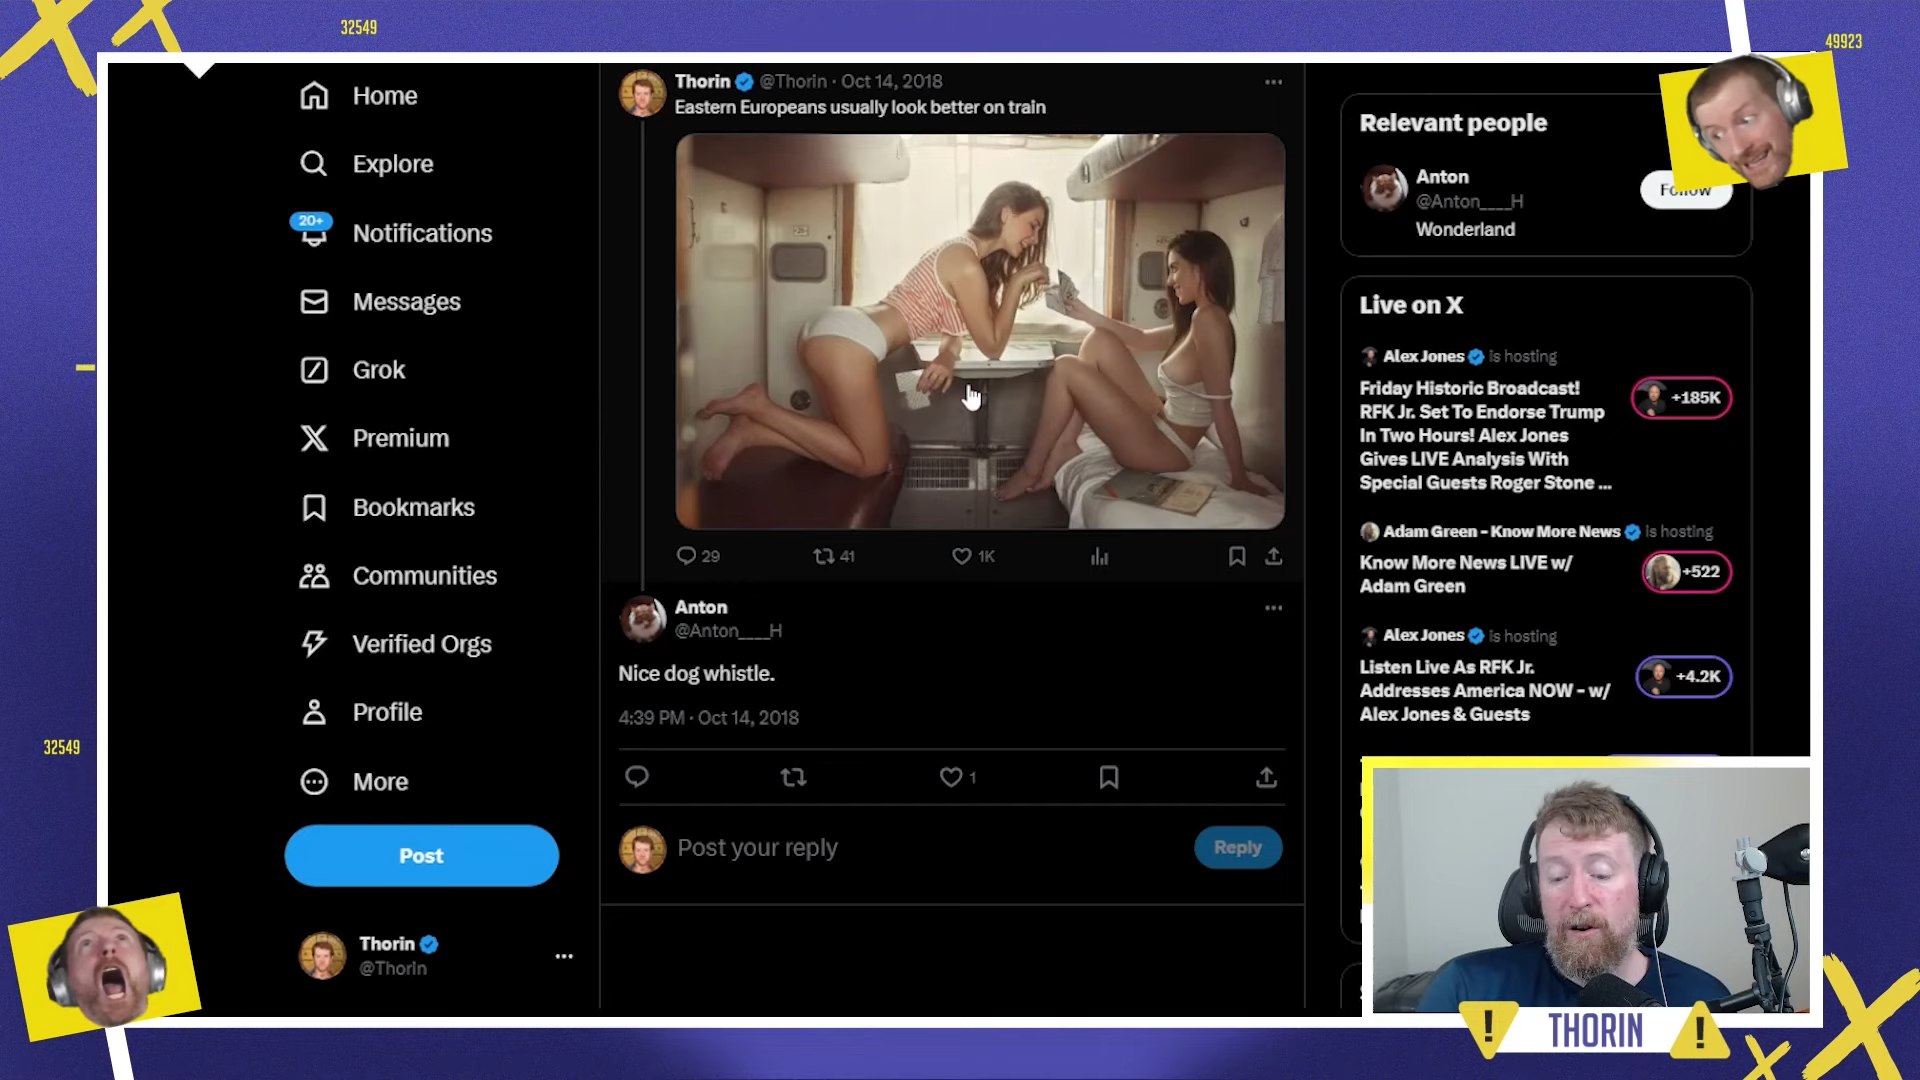 32549
49923
Home
Explore
20+
Notifications
Messages
Grok
Premium
Bookmarks
Communities
Verified Orgs
Profile
More
Post
Thorin
@Thorin
Thorin @Thorin · Oct 14, 2018
Eastern Europeans usually look better on train
29
41
1K
Anton
@Anton____H
Nice dog whistle.
4:39 PM · Oct 14, 2018
1
Post your reply
Reply
Relevant people
Anton
@Anton____H
Follow
Wonderland
Live on X
Alex Jones is hosting
Friday Historic Broadcast!
RFK Jr. Set To Endorse Trump
In Two Hours! Alex Jones
Gives LIVE Analysis With
Special Guests Roger Stone ...
+185K
Adam Green - Know More News is hosting
Know More News LIVE w/
Adam Green
+522
Alex Jones is hosting
Listen Live As RFK Jr.
Addresses America NOW - w/
Alex Jones & Guests
+4.2K
32549
! THORIN !